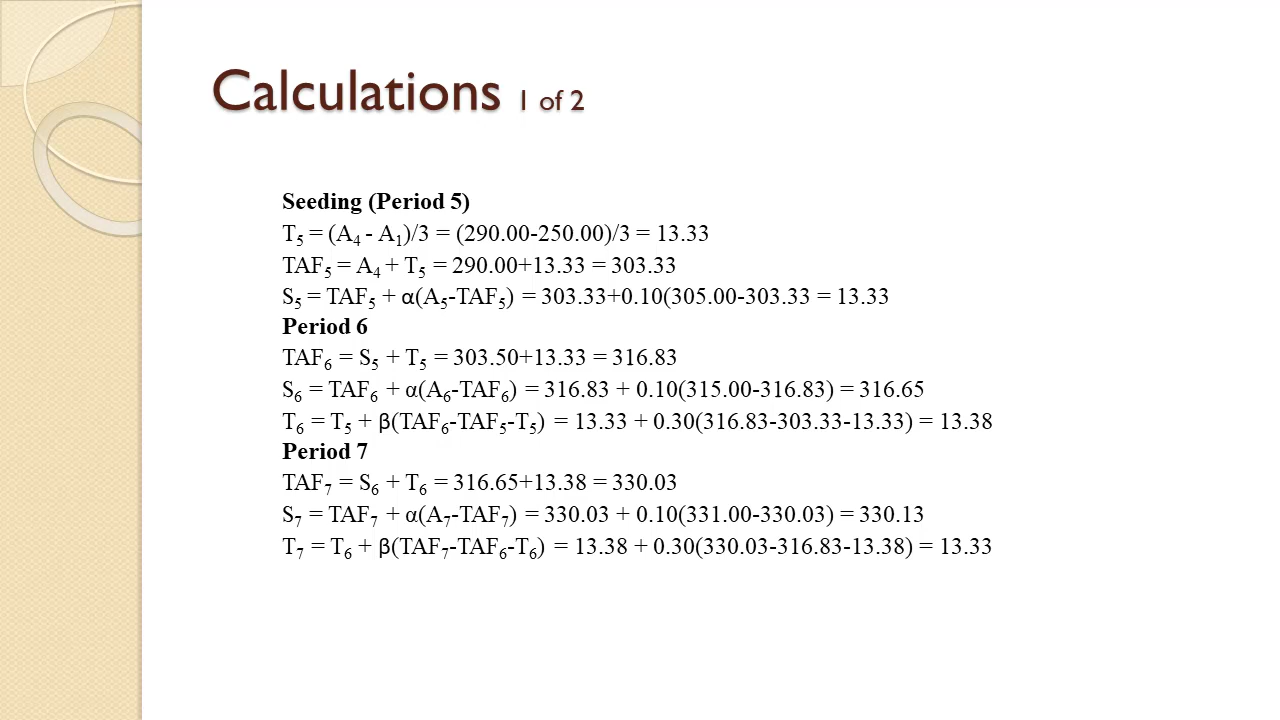 Calculations 1 of 2
Seeding (Period 5)
T₅ = (A₄ - A₁)/3 = (290.00-250.00)/3 = 13.33
TAF₅ = A₄ + T₅ = 290.00+13.33 = 303.33
S₅ = TAF₅ + α(A₅-TAF₅) = 303.33+0.10(305.00-303.33 = 13.33
Period 6
TAF₆ = S₅ + T₅ = 303.50+13.33 = 316.83
S₆ = TAF₆ + α(A₆-TAF₆) = 316.83 + 0.10(315.00-316.83) = 316.65
T₆ = T₅ + β(TAF₆-TAF₅-T₅) = 13.33 + 0.30(316.83-303.33-13.33) = 13.38
Period 7
TAF₇ = S₆ + T₆ = 316.65+13.38 = 330.03
S₇ = TAF₇ + α(A₇-TAF₇) = 330.03 + 0.10(331.00-330.03) = 330.13
T₇ = T₆ + β(TAF₇-TAF₆-T₆) = 13.38 + 0.30(330.03-316.83-13.38) = 13.33